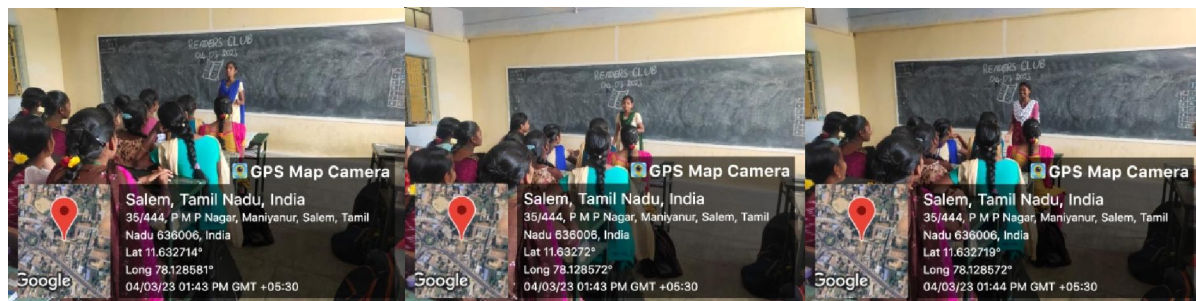 READERS CLUB
04.03.2023
GPS Map Camera
Salem, Tamil Nadu, India
35/444, P M P Nagar, Maniyanur, Salem, Tamil
Nadu 636006, India
Lat 11.632714°
Long 78.128581°
04/03/23 01:43 PM GMT +05:30
Google
READERS CLUB
GPS Map Camera
Salem, Tamil Nadu, India
35/444, P M P Nagar, Maniyanur, Salem, Tamil
Nadu 636006, India
Lat 11.63272°
Long 78.128572°
04/03/23 01:43 PM GMT +05:30
Google
READERS CLUB
GPS Map Camera
Salem, Tamil Nadu, India
35/444, P M P Nagar, Maniyanur, Salem, Tamil
Nadu 636006, India
Lat 11.632719°
Long 78.128572°
04/03/23 01:44 PM GMT +05:30
Google